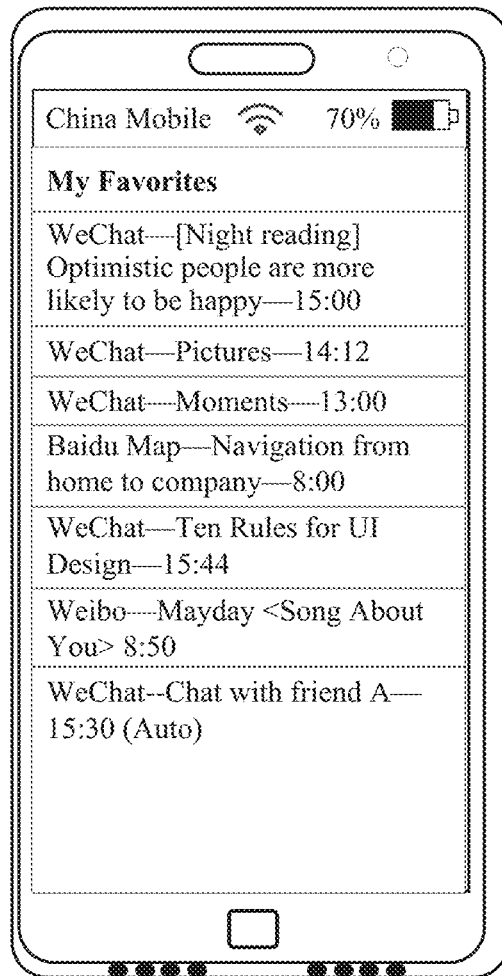 China Mobile 70%
My Favorites
WeChat----[Night reading]
Optimistic people are more
likely to be happy----15:00
WeChat----Pictures----14:12
WeChat----Moments----13:00
Baidu Map----Navigation from
home to company----8:00
WeChat----Ten Rules for UI
Design----15:44
Weibo----Mayday <Song About
You> 8:50
WeChat--Chat with friend A----
15:30 (Auto)